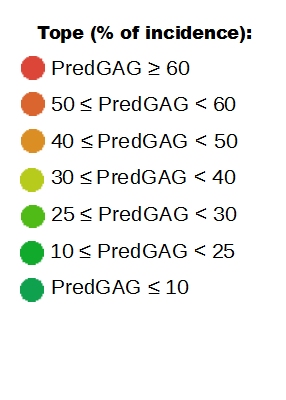 Tope (% of incidence):
PredGAG ≥ 60
50 ≤ PredGAG < 60
40 ≤ PredGAG < 50
30 ≤ PredGAG < 40
25 ≤ PredGAG < 30
10 ≤ PredGAG < 25
PredGAG ≤ 10